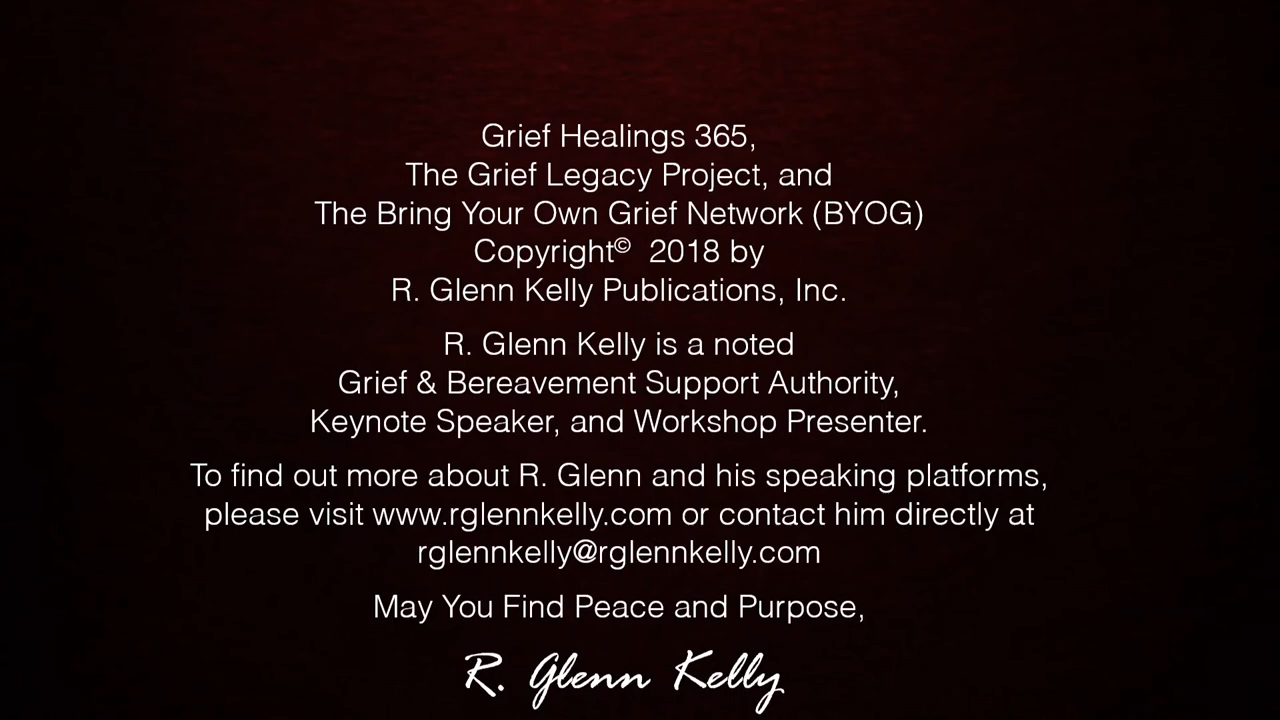 Grief Healings 365,
The Grief Legacy Project, and
The Bring Your Own Grief Network (BYOG)
Copyright© 2018 by
R. Glenn Kelly Publications, Inc.
R. Glenn Kelly is a noted
Grief & Bereavement Support Authority,
Keynote Speaker, and Workshop Presenter.
To find out more about R. Glenn and his speaking platforms,
please visit www.rglennkelly.com or contact him directly at
rglennkelly@rglennkelly.com
May You Find Peace and Purpose,
R. Glenn Kelly